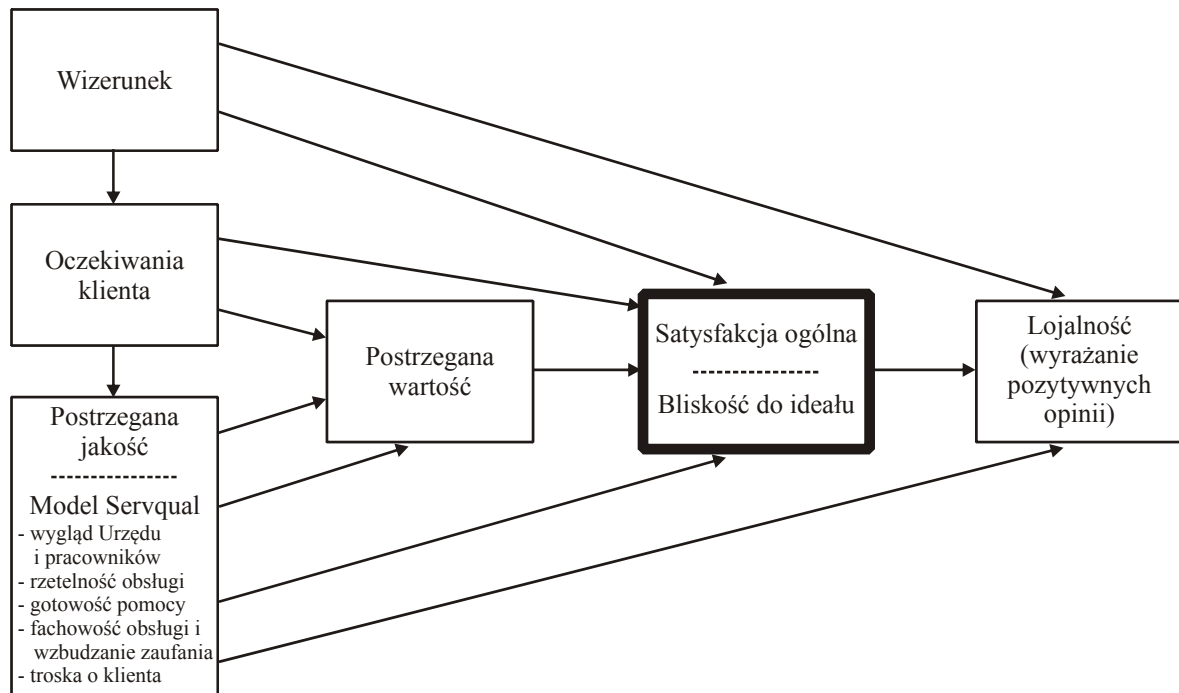 Wizerunek
Oczekiwania
klienta
Postrzegana
jakość
Model Servqual
- wygląd Urzędu
i pracowników
- rzetelność obsługi
- gotowość pomocy
- fachowość obsługi i
wzbudzanie zaufania
- troska o klienta
Postrzegana
wartość
Satysfakcja ogólna
Bliskość do ideału
Lojalność
(wyrażanie
pozytywnych
opinii)